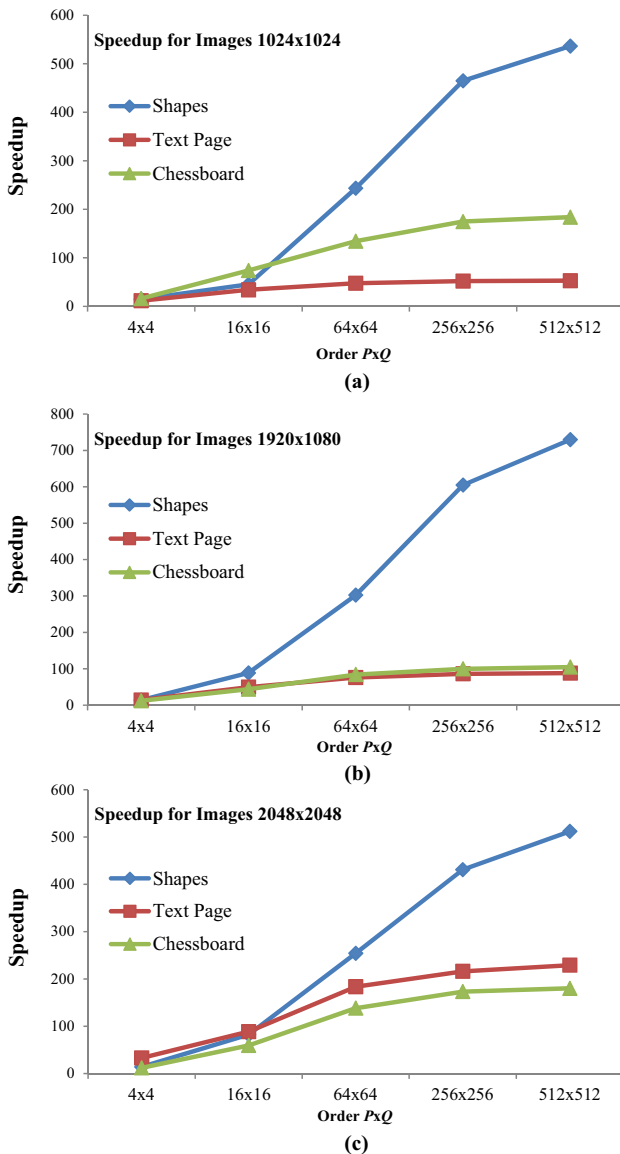 600
Speedup for Images 1024x1024
500
400
Shapes
Speedup
300
Text Page
Chessboard
200
100
0
4x4 16x16 64x64 256x256 512x512
Order PxQ
(a)
800
Speedup for Images 1920x1080
700
600
Shapes
500
Speedup
Text Page
400
Chessboard
300
200
100
0
4x4 16x16 64x64 256x256 512x512
Order PxQ
(b)
600
Speedup for Images 2048x2048
500
Shapes
400
Text Page
Speedup
300
Chessboard
200
100
0
4x4 16x16 64x64 256x256 512x512
Order PxQ
(c)